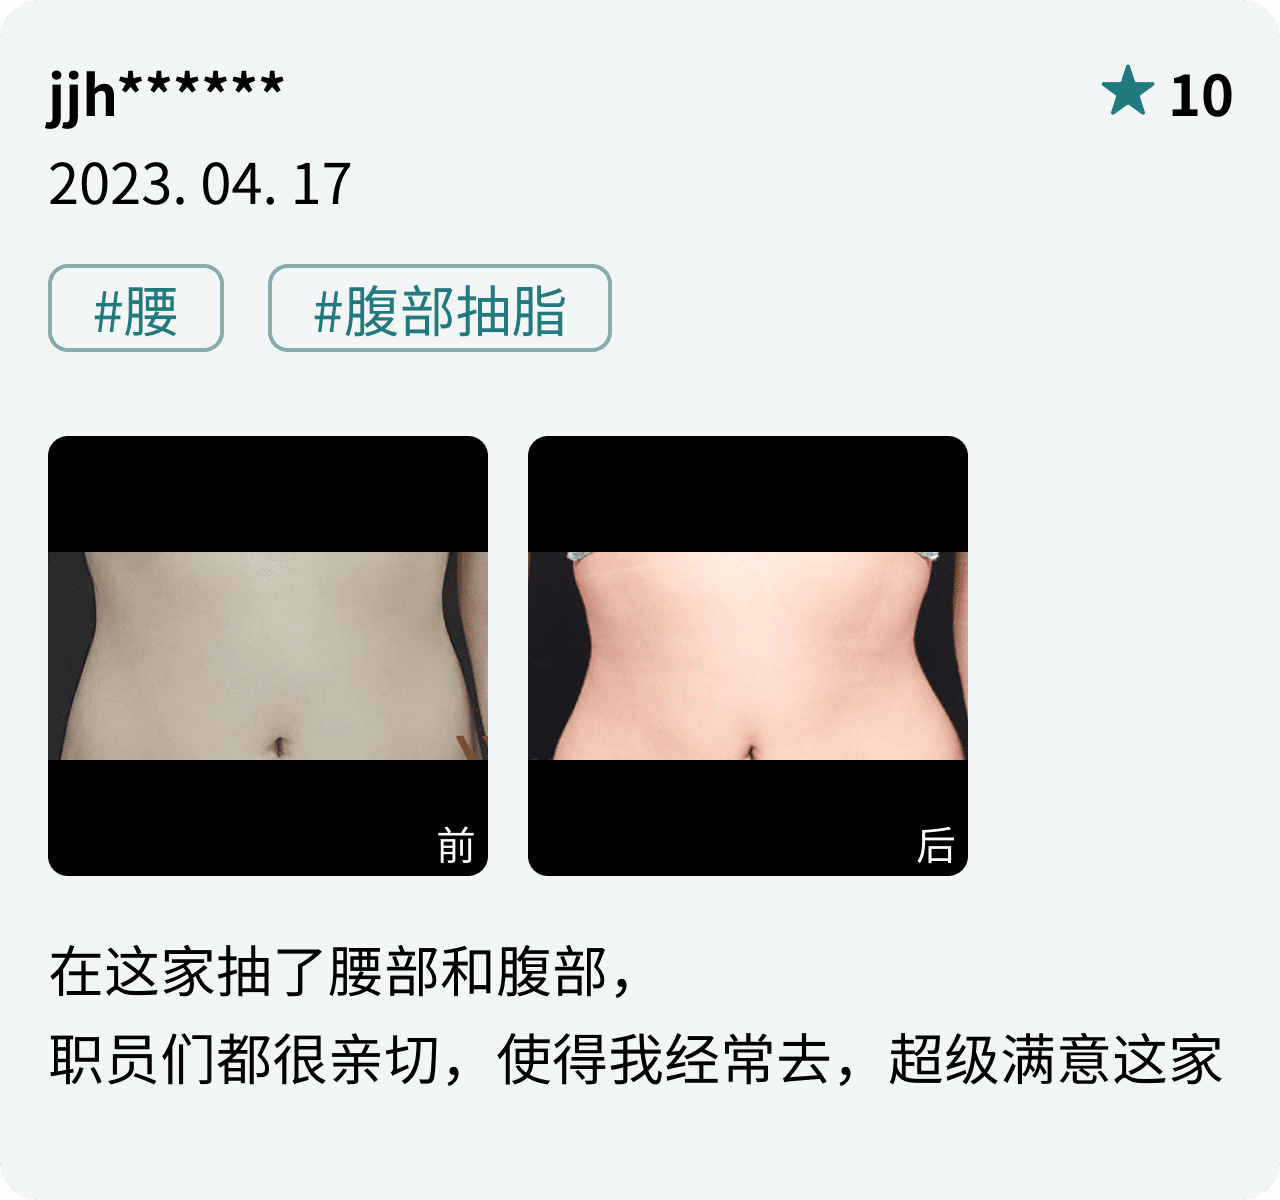 jjh******
10
2023. 04. 17
#腰
#腹部抽脂
前
后
在这家抽了腰部和腹部，
职员们都很亲切，使得我经常去，超级满意这家